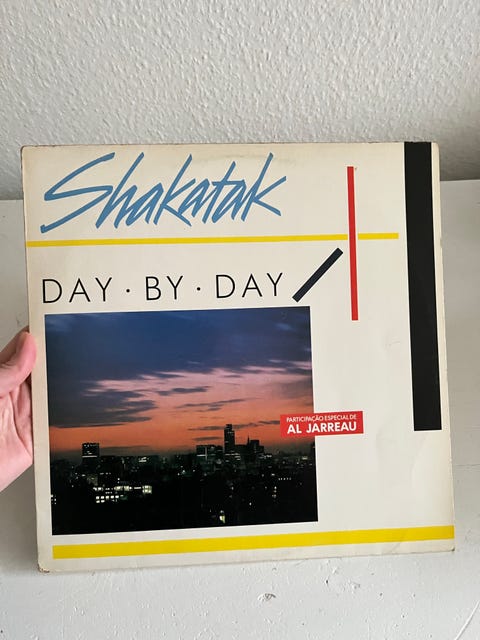 Shakatak
DAY · BY · DAY
PARTICIPAÇÃO ESPECIAL DE
AL JARREAU